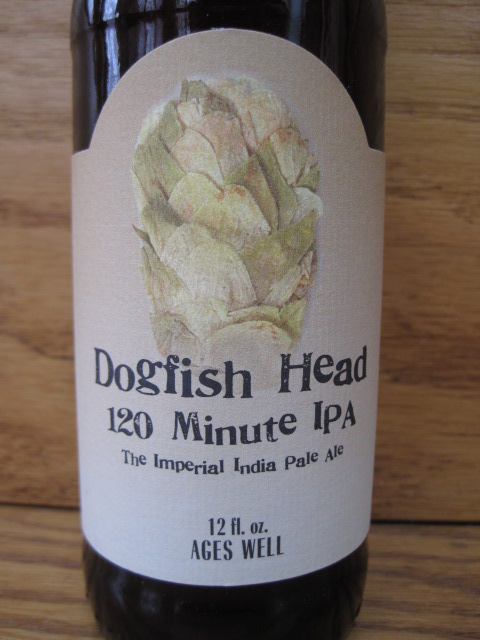 Dogfish Head
120 Minute IPA
The Imperial India Pale Ale
12 fl. oz.
AGES WELL